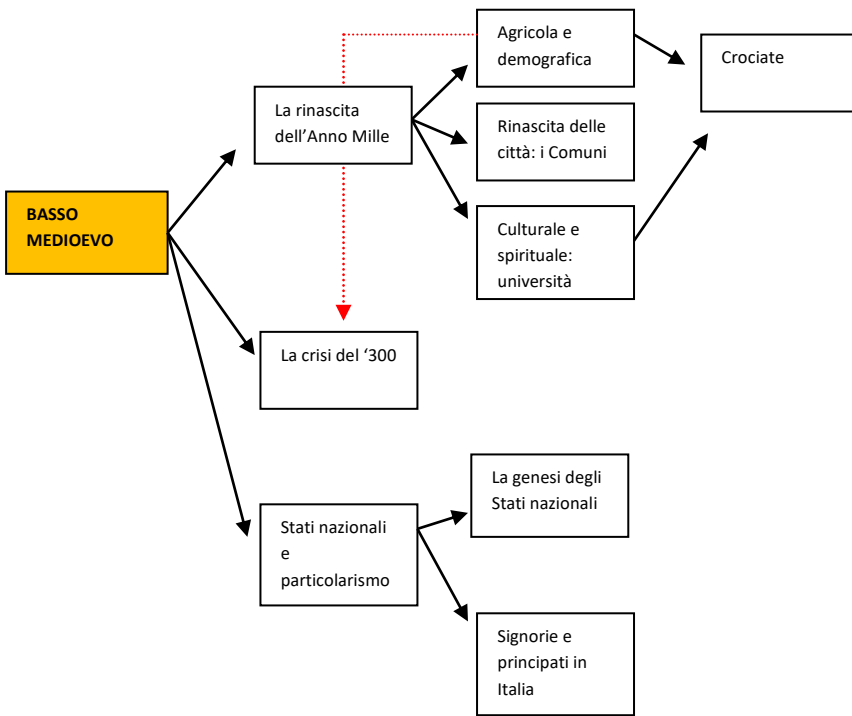 Agricola e
demografica
Crociate
La rinascita
dell’Anno Mille
Rinascita delle
città: i Comuni
BASSO
MEDIOEVO
Culturale e
spirituale:
università
La crisi del ‘300
La genesi degli
Stati nazionali
Stati nazionali
e
particolarismo
Signorie e
principati in
Italia